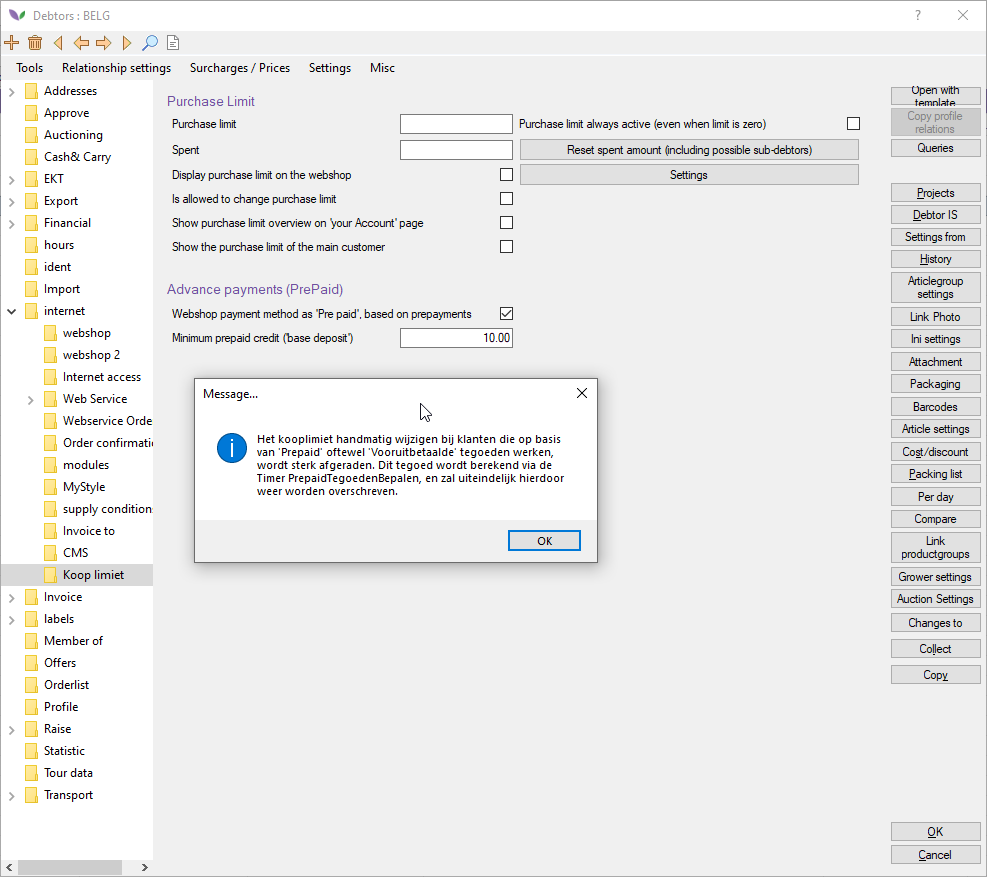 Debtors : BELG
?
Tools Relationship settings Surcharges / Prices Settings Misc
Addresses
Approve
Auctioning
Cash& Carry
EKT
Export
Financial
hours
ident
Import
internet
webshop
webshop 2
Internet access
Web Service
Webservice Orde
Order confirmati
modules
MyStyle
supply condition
Invoice to
CMS
Koop limiet
Invoice
labels
Member of
Offers
Orderlist
Profile
Raise
Statistic
Tour data
Transport
Purchase Limit
Purchase limit
Purchase limit always active (even when limit is zero)
Spent
Reset spent amount (including possible sub-debtors)
Display purchase limit on the webshop
Settings
Is allowed to change purchase limit
Show purchase limit overview on 'your Account' page
Show the purchase limit of the main customer
Advance payments (PrePaid)
Webshop payment method as 'Pre paid', based on prepayments
Minimum prepaid credit ('base deposit')
10.00
Message...
Het kooplimiet handmatig wijzigen bij klanten die op basis
van 'Prepaid' oftewel 'Vooruitbetaalde' tegoeden werken,
wordt sterk afgeraden. Dit tegoed wordt berekend via de
Timer PrepaidTegoedenBepalen, en zal uiteindelijk hierdoor
weer worden overschreven.
OK
Open with
template
Copy profile
relations
Queries
Projects
Debtor IS
Settings from
History
Articlegroup
settings
Link Photo
Ini settings
Attachment
Packaging
Barcodes
Article settings
Cost/discount
Packing list
Per day
Compare
Link
productgroups
Grower settings
Auction Settings
Changes to
Collect
Copy
OK
Cancel